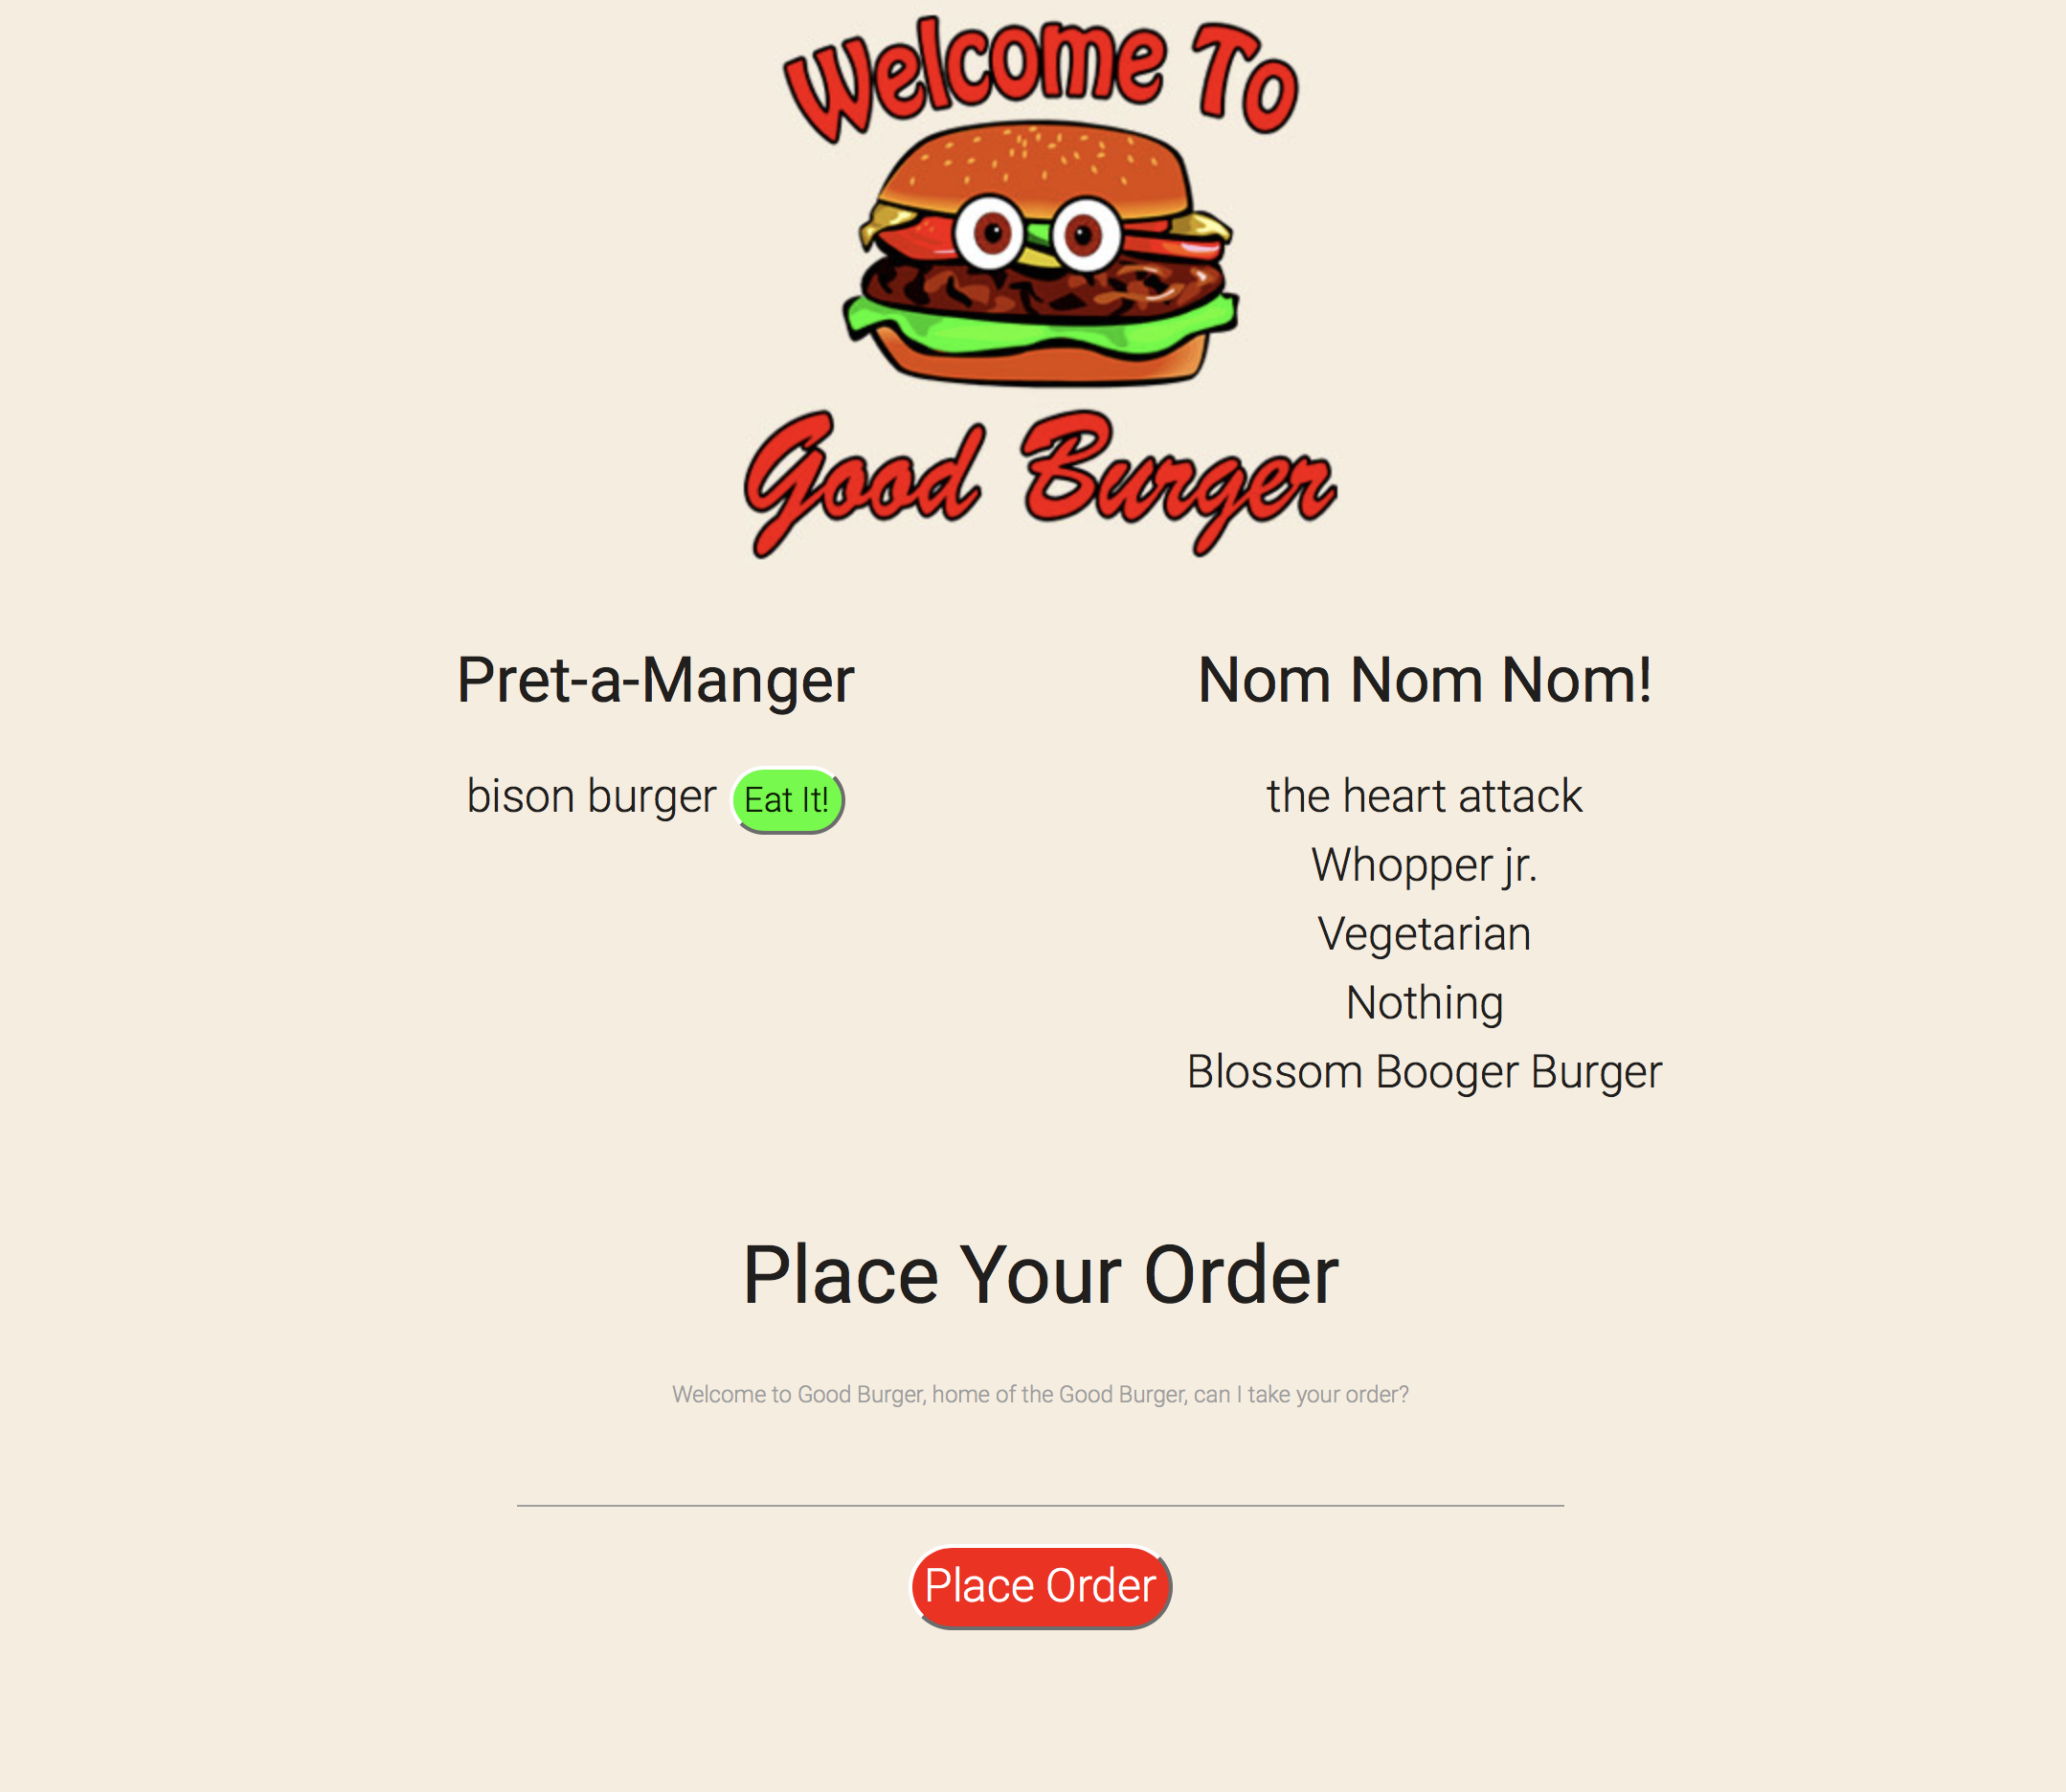 Welcome To
Good Burger
Pret-a-Manger
bison burger Eat It!
Nom Nom Nom!
the heart attack
Whopper jr.
Vegetarian
Nothing
Blossom Booger Burger
Place Your Order
Welcome to Good Burger, home of the Good Burger, can I take your order?
Place Order